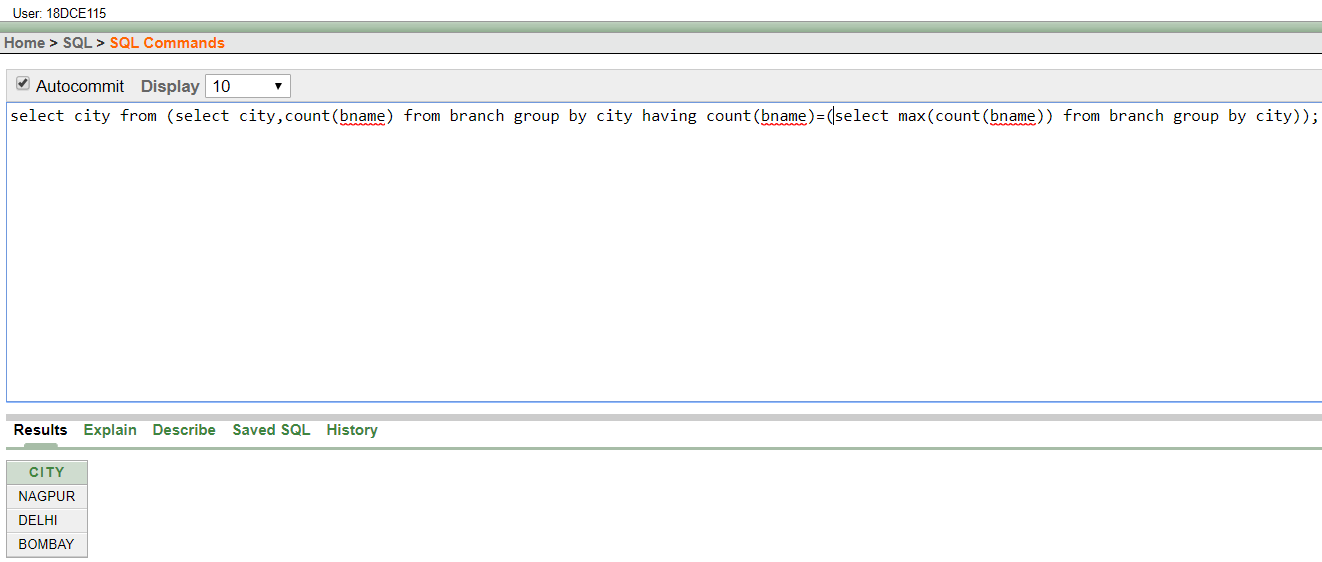 User: 18DCE115
Home > SQL > SQL Commands
Autocommit Display 10
select city from (select city,count(bname) from branch group by city having count(bname)=(select max(count(bname)) from branch group by city));
Results Explain Describe Saved SQL History
CITY
NAGPUR
DELHI
BOMBAY